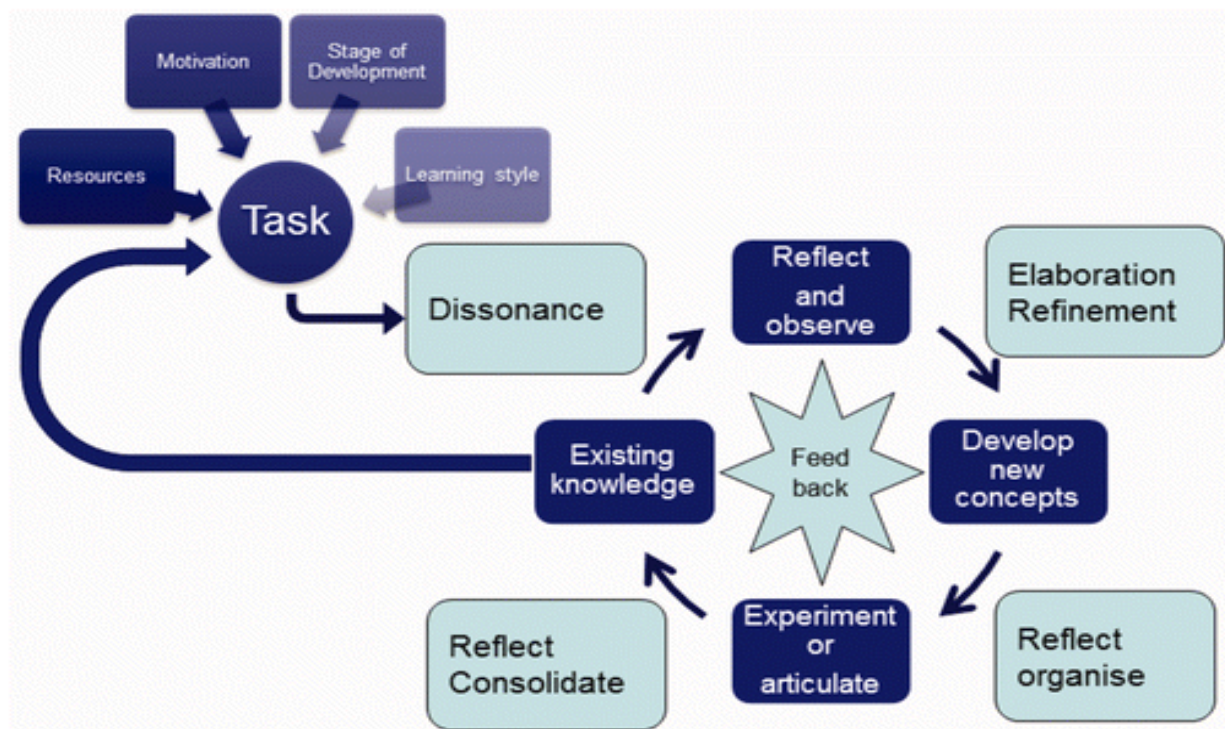 Motivation
Stage of
Development
Resources
Learning style
Task
Dissonance
Reflect
and
observe
Elaboration
Refinement
Existing
knowledge
Feed
back
Develop
new
concepts
Reflect
Consolidate
Experiment
or
articulate
Reflect
organise